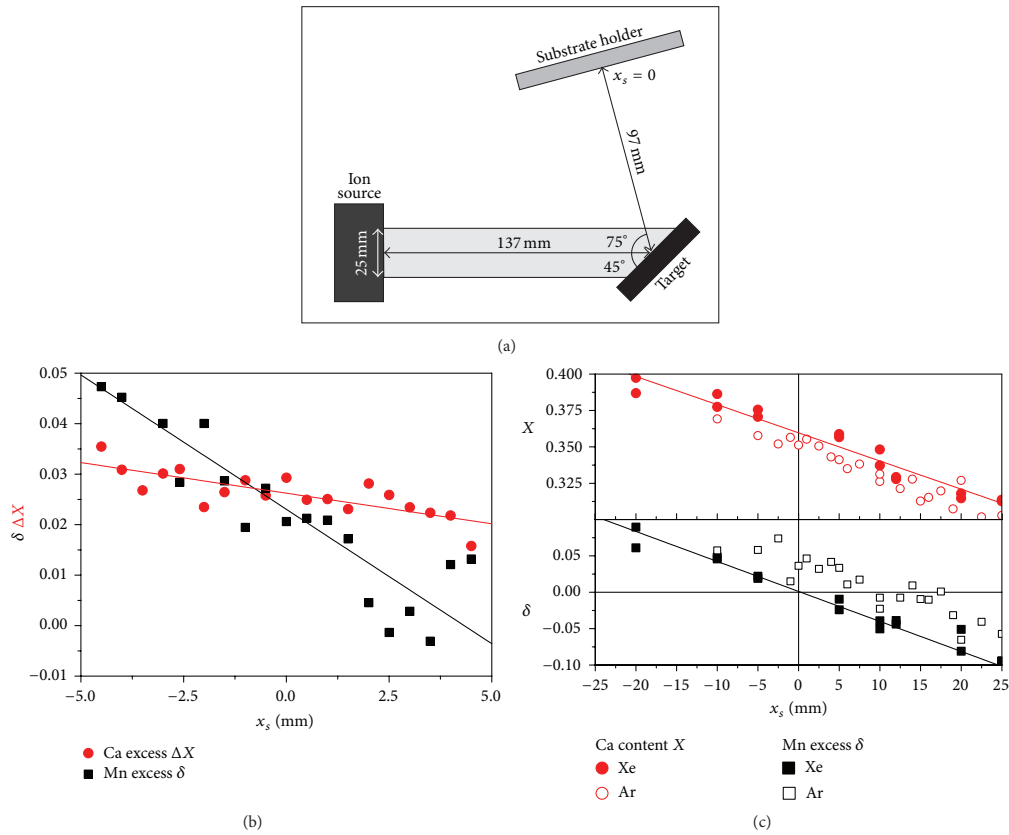 Substrate holder
x_s = 0
97 mm
Ion
source
25 mm
137 mm
75°
45°
Target
(a)
0.05
0.04
0.03
0.02
0.01
0.00
−0.01
δ ΔX
−5.0
−2.5
0.0
2.5
5.0
x_s (mm)
Ca excess ΔX
Mn excess δ
(b)
0.400
0.375
X
0.350
0.325
0.05
0.00
δ
−0.05
−0.10
−25
−20
−15
−10
−5
0
5
10
15
20
25
x_s (mm)
Ca content X
Xe
Ar
Mn excess δ
Xe
Ar
(c)